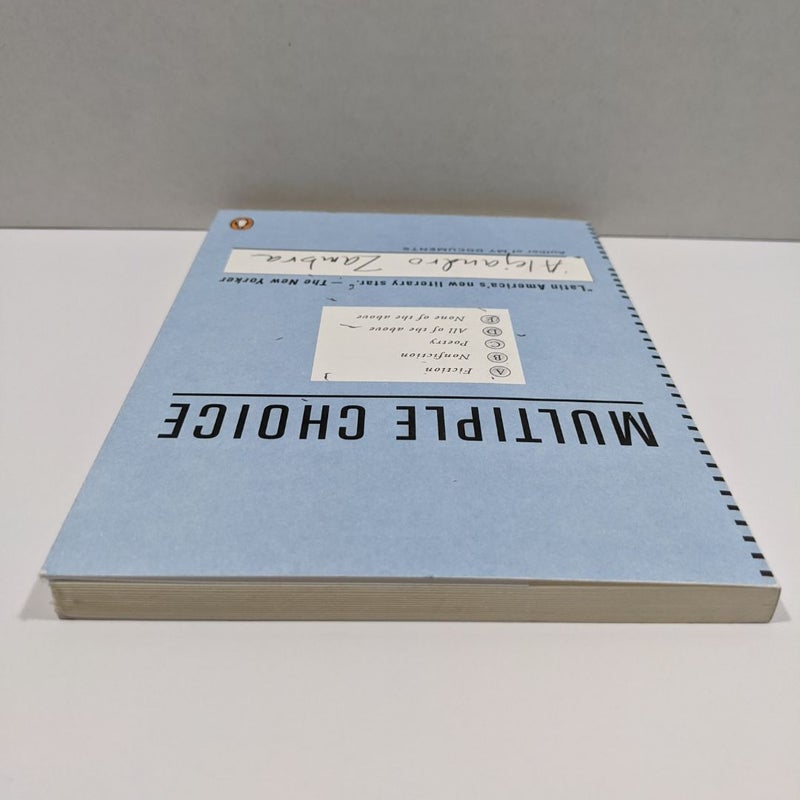 MULTIPLE CHOICE
A Fiction
B Nonfiction
C Poetry
D All of the above
E None of the above
"Latin America's new literary star." — The New Yorker
Alejandro Zambra
Author of MY DOCUMENTS